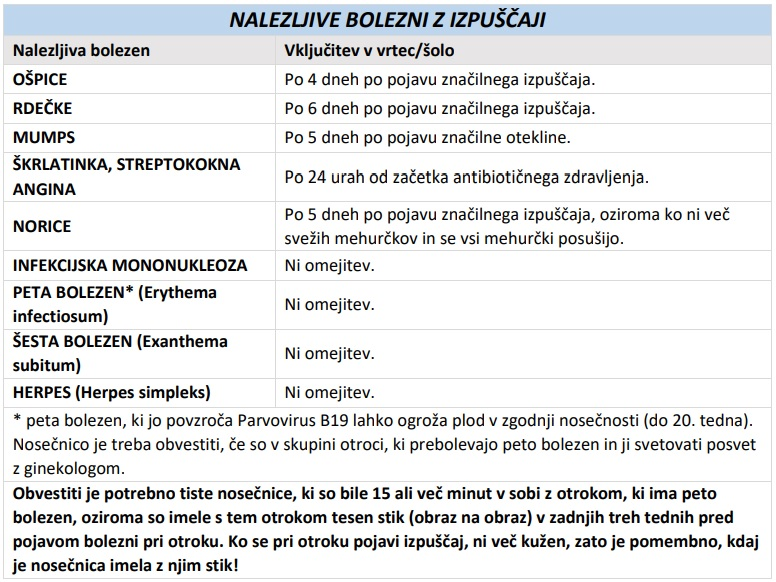 NALEZLJIVE BOLEZNI Z IZPUŠČAJI
Nalezljiva bolezen
Vključitev v vrtec/šolo
OŠPICE
Po 4 dneh po pojavu značilnega izpuščaja.
RDEČKE
Po 6 dneh po pojavu značilnega izpuščaja.
MUMPS
Po 5 dneh po pojavu značilne otekline.
ŠKRLATINKA, STREPTOKOKNA
ANGINA
Po 24 urah od začetka antibiotičnega zdravljenja.
NORICE
Po 5 dneh po pojavu značilnega izpuščaja, oziroma ko ni več
svežih mehurčkov in se vsi mehurčki posušijo.
INFEKCIJSKA MONONUKLEOZA
Ni omejitev.
PETA BOLEZEN* (Erythema
infectiosum)
Ni omejitev.
ŠESTA BOLEZEN (Exanthema
subitum)
Ni omejitev.
HERPES (Herpes simpleks)
Ni omejitev.
* peta bolezen, ki jo povzroča Parvovirus B19 lahko ogroža plod v zgodnji nosečnosti (do 20. tedna).
Nosečnico je treba obvestiti, če so v skupini otroci, ki prebolevajo peto bolezen in ji svetovati posvet
z ginekologom.
Obvestiti je potrebno tiste nosečnice, ki so bile 15 ali več minut v sobi z otrokom, ki ima peto
bolezen, oziroma so imele s tem otrokom tesen stik (obraz na obraz) v zadnjih treh tednih pred
pojavom bolezni pri otroku. Ko se pri otroku pojavi izpuščaj, ni več kužen, zato je pomembno, kdaj
je nosečnica imela z njim stik!